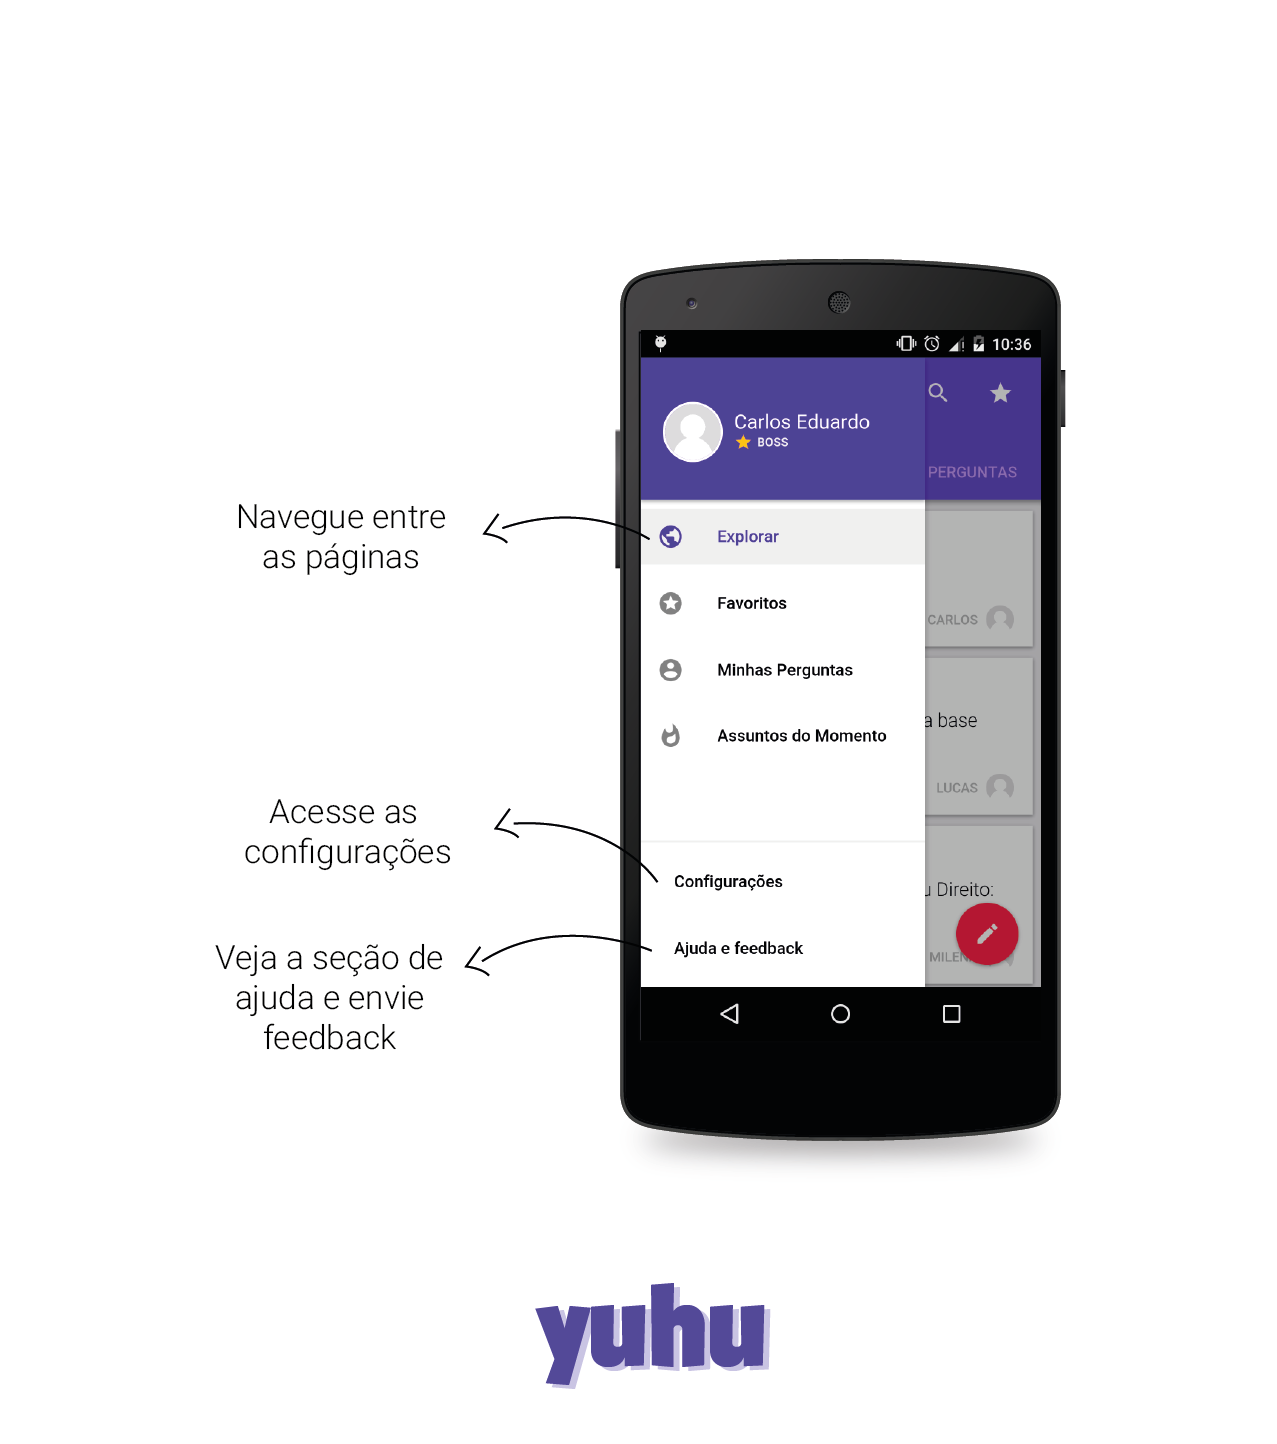 10:36
Carlos Eduardo
BOSS
PERGUNTAS
Navegue entre
as páginas
Explorar
Favoritos
CARLOS
Minhas Perguntas
a base
Assuntos do Momento
LUCAS
Acesse as
configurações
Configurações
u Direito:
Veja a seção de
ajuda e envie
feedback
Ajuda e feedback
MILEN
yuhu